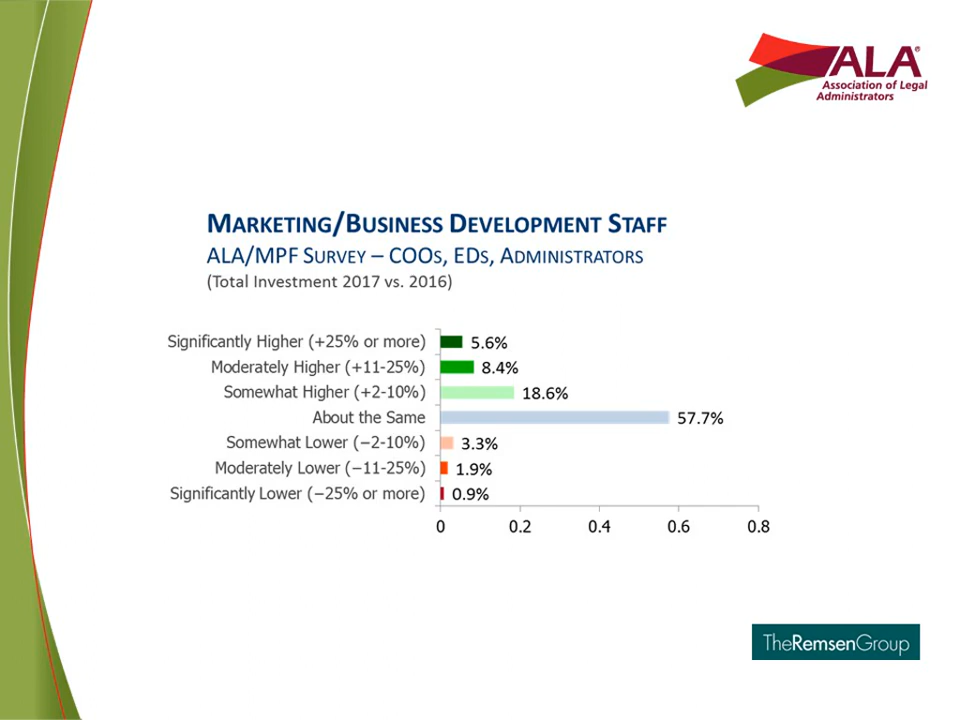 ALA®
Association of Legal
Administrators
MARKETING/BUSINESS DEVELOPMENT STAFF
ALA/MPF SURVEY – COOS, EDS, ADMINISTRATORS
(Total Investment 2017 vs. 2016)
Significantly Higher (+25% or more) 5.6%
Moderately Higher (+11-25%) 8.4%
Somewhat Higher (+2-10%) 18.6%
About the Same 57.7%
Somewhat Lower (−2-10%) 3.3%
Moderately Lower (−11-25%) 1.9%
Significantly Lower (−25% or more) 0.9%
0 0.2 0.4 0.6 0.8
TheRemsenGroup